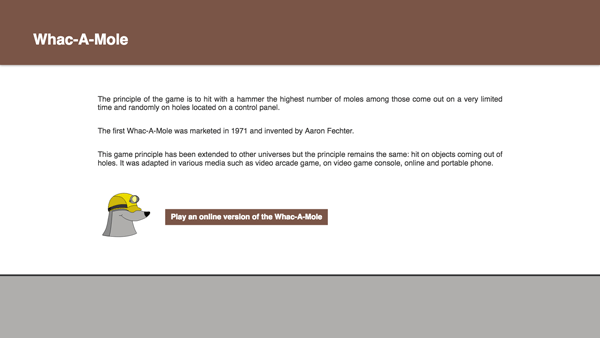 Whac-A-Mole
The principle of the game is to hit with a hammer the highest number of moles among those come out on a very limited
time and randomly on holes located on a control panel.
The first Whac-A-Mole was marketed in 1971 and invented by Aaron Fechter.
This game principle has been extended to other universes but the principle remains the same: hit on objects coming out of
holes. It was adapted in various media such as video arcade game, on video game console, online and portable phone.
Play an online version of the Whac-A-Mole